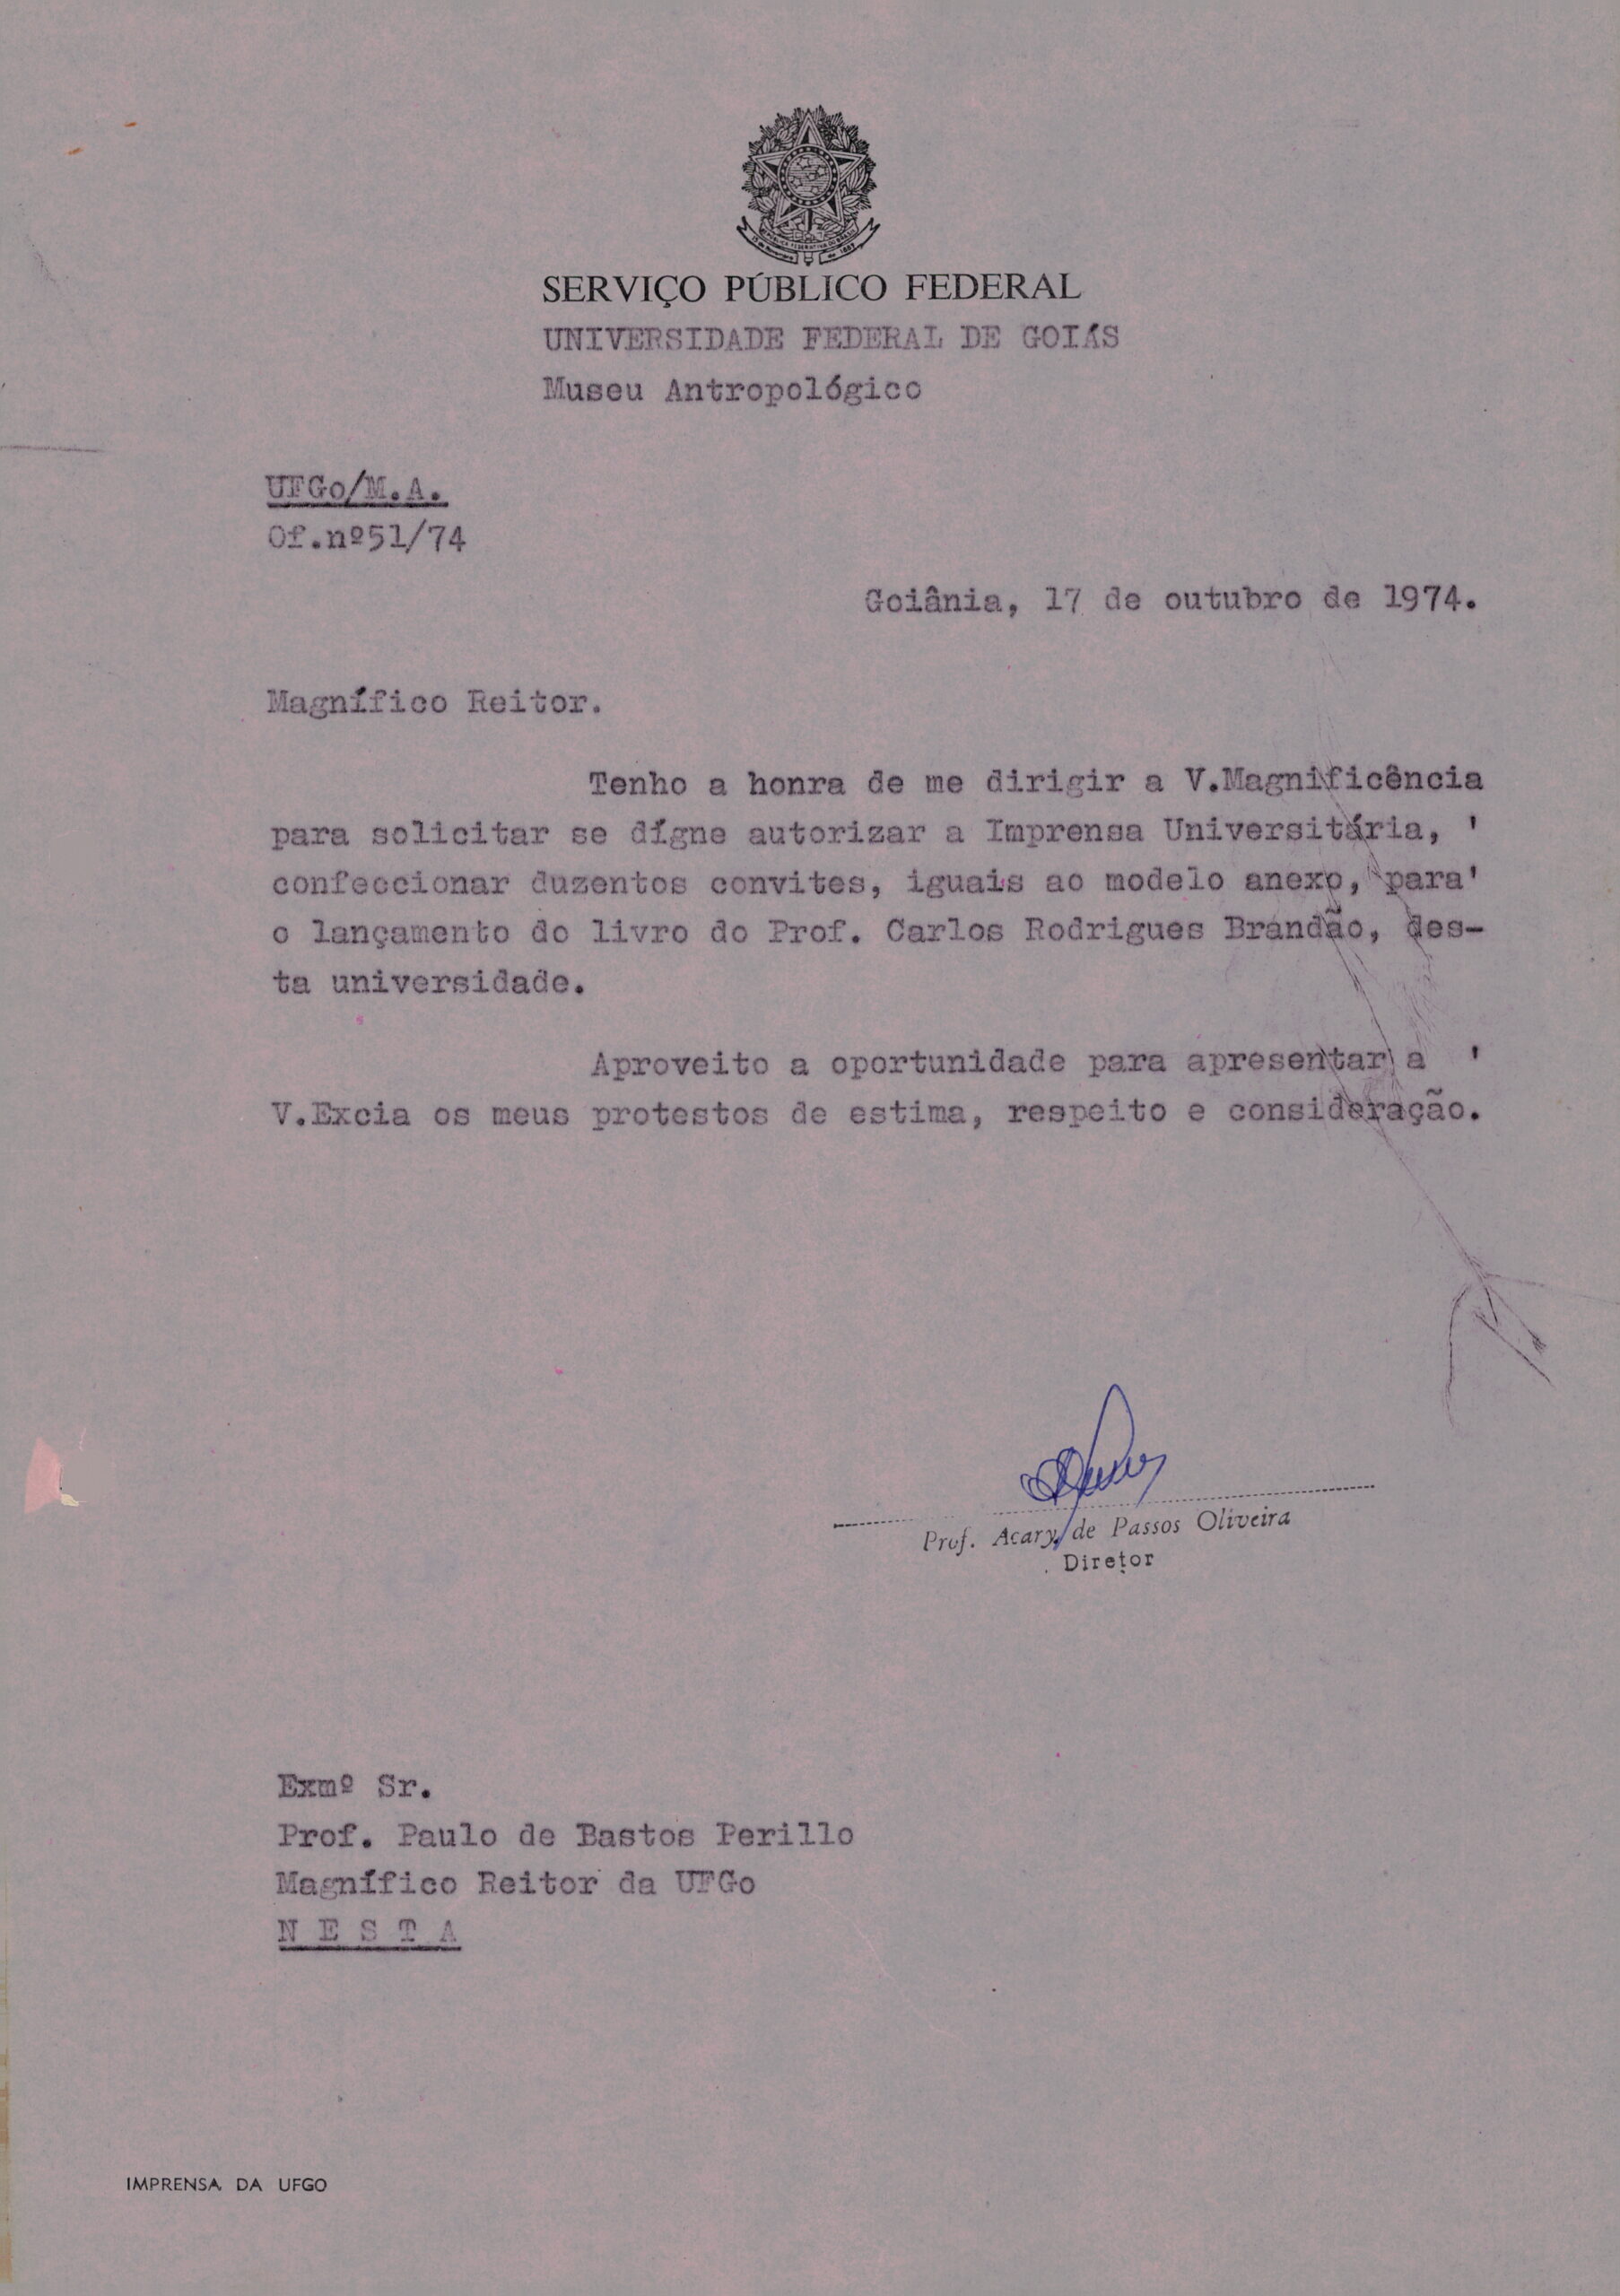 SERVIÇO PÚBLICO FEDERAL
UNIVERSIDADE FEDERAL DE GOIÁS
Museu Antropológico
UFGo/M.A.
Of.nº51/74
Goiânia, 17 de outubro de 1974.
Magnífico Reitor.
Tenho a honra de me dirigir a V.Magnificência
para solicitar se dígne autorizar a Imprensa Universitária, '
confeccionar duzentos convites, iguais ao modelo anexo, para'
o lançamento do livro do Prof. Carlos Rodrigues Brandão, des-
ta universidade.
Aproveito a oportunidade para apresentar a '
V.Excia os meus protestos de estima, respeito e consideração.
Prof. Acary de Passos Oliveira
Diretor
Exmº Sr.
Prof. Paulo de Bastos Perillo
Magnífico Reitor da UFGo
N E S T A
IMPRENSA DA UFGO